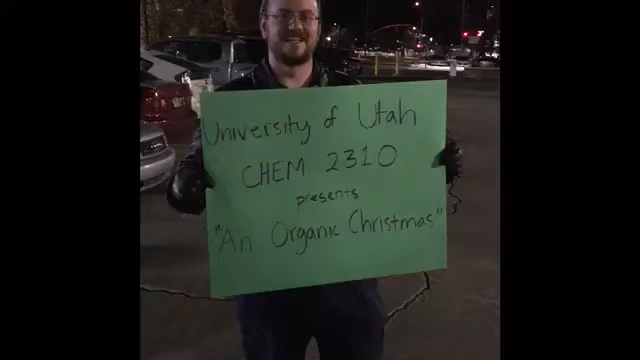 University of Utah
CHEM 2310
presents
"An Organic Christmas"